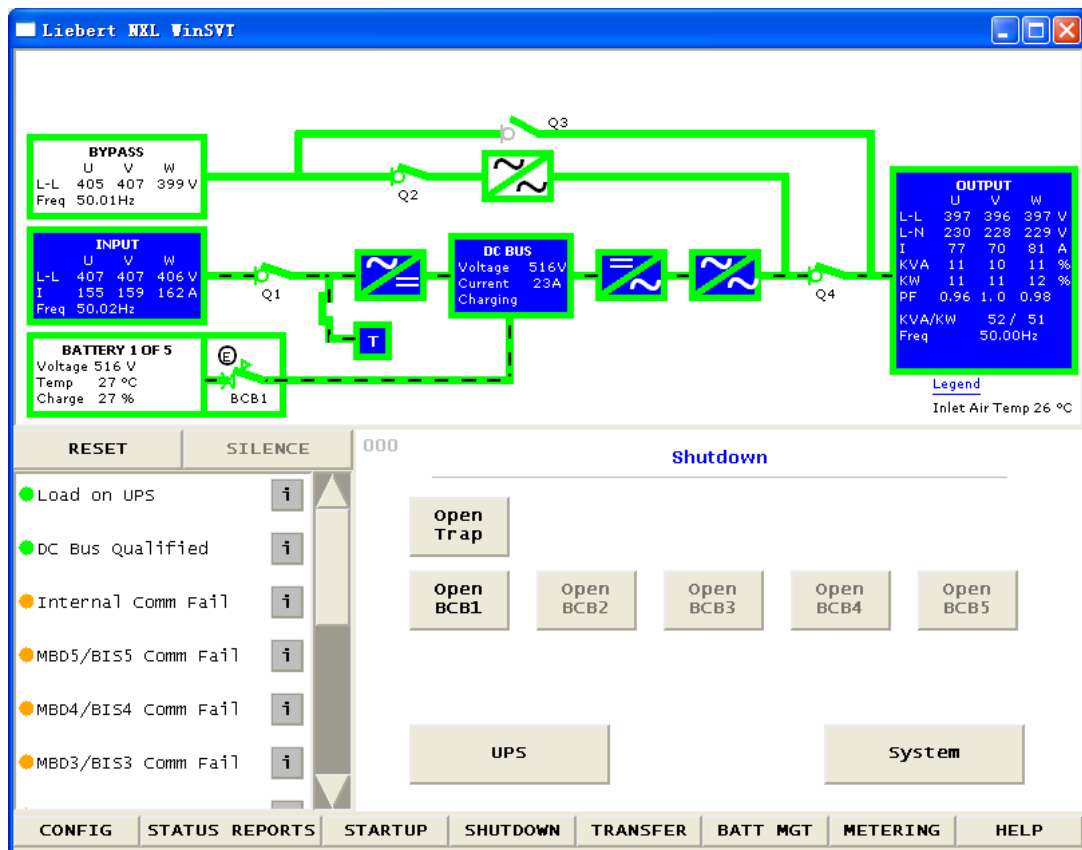 Liebert NXL WinSVT
Q3
BYPASS
U V W
L-L 405 407 399 V
Freq 50.01Hz
Q2
INPUT
U V W
L-L 407 407 406 V
I 155 159 162 A
Freq 50.02Hz
Q1
T
DC BUS
Voltage 516V
Current 23A
Charging
Q4
OUTPUT
U V W
L-L 397 396 397 V
L-N 230 228 229 V
I 77 70 81 A
KVA 11 10 11 %
KW 11 11 12 %
PF 0.96 1.0 0.98
KVA/KW 52 / 51
Freq 50.00Hz
BATTERY 1 OF 5
Voltage 516 V
Temp 27 ºC
Charge 27 %
E
BCB1
Legend
Inlet Air Temp 26 ºC
RESET
SILENCE
000
Shutdown
Load on UPS i
DC Bus Qualified i
Internal Comm Fail i
MBD5/BIS5 Comm Fail i
MBD4/BIS4 Comm Fail i
MBD3/BIS3 Comm Fail i
Open
Trap
Open
BCB1
Open
BCB2
Open
BCB3
Open
BCB4
Open
BCB5
UPS
System
CONFIG STATUS REPORTS STARTUP SHUTDOWN TRANSFER BATT MGT METERING HELP